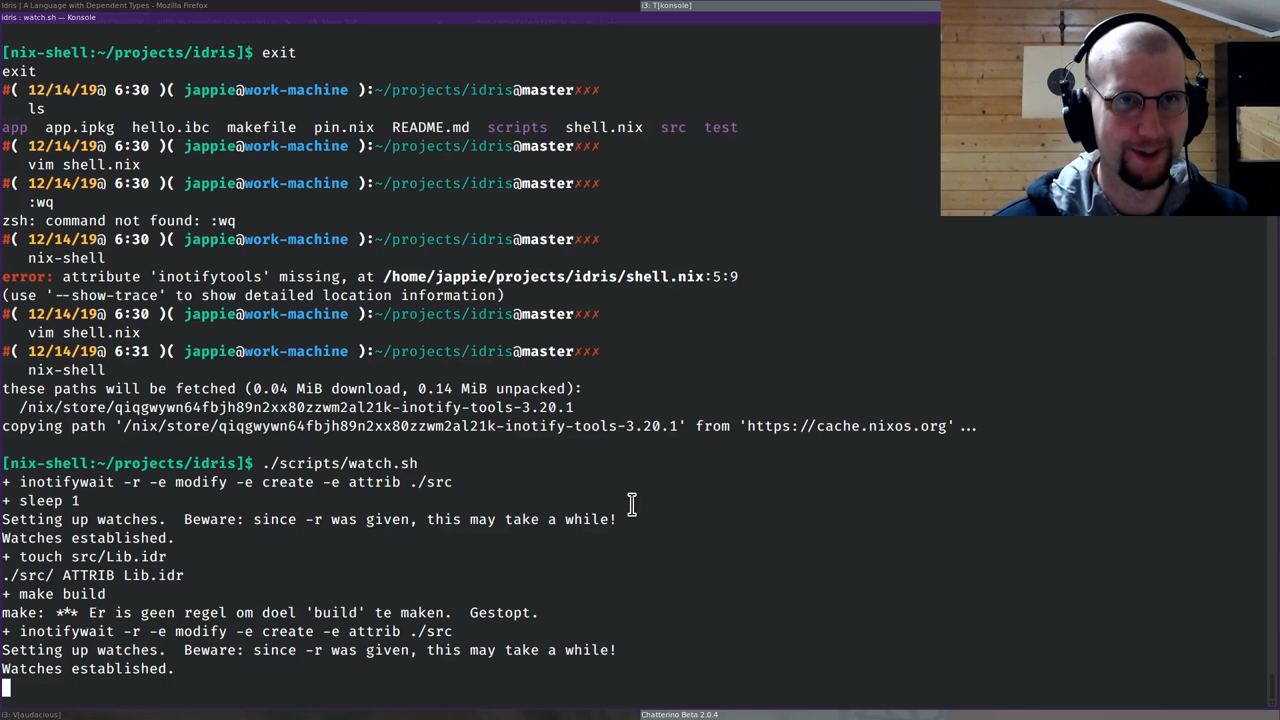 Idris | A Language with Dependent Types - Mozilla Firefox
i3: T[konsole]
idris : watch.sh — Konsole
[nix-shell:~/projects/idris]$ exit
exit
#( 12/14/19@ 6:30 )( jappie@work-machine ):~/projects/idris@master✗✗✗
ls
app  app.ipkg  hello.ibc  makefile  pin.nix  README.md  scripts  shell.nix  src  test
#( 12/14/19@ 6:30 )( jappie@work-machine ):~/projects/idris@master✗✗✗
vim shell.nix
#( 12/14/19@ 6:30 )( jappie@work-machine ):~/projects/idris@master✗✗✗
:wq
zsh: command not found: :wq
#( 12/14/19@ 6:30 )( jappie@work-machine ):~/projects/idris@master✗✗✗
nix-shell
error: attribute 'inotifytools' missing, at /home/jappie/projects/idris/shell.nix:5:9
(use '--show-trace' to show detailed location information)
#( 12/14/19@ 6:30 )( jappie@work-machine ):~/projects/idris@master✗✗✗
vim shell.nix
#( 12/14/19@ 6:31 )( jappie@work-machine ):~/projects/idris@master✗✗✗
nix-shell
these paths will be fetched (0.04 MiB download, 0.14 MiB unpacked):
/nix/store/qiqgwywn64fbjh89n2xx80zzwm2al21k-inotify-tools-3.20.1
copying path '/nix/store/qiqgwywn64fbjh89n2xx80zzwm2al21k-inotify-tools-3.20.1' from 'https://cache.nixos.org'...
[nix-shell:~/projects/idris]$ ./scripts/watch.sh
+ inotifywait -r -e modify -e create -e attrib ./src
+ sleep 1
Setting up watches.  Beware: since -r was given, this may take a while!
Watches established.
+ touch src/Lib.idr
./src/ ATTRIB Lib.idr
+ make build
make: *** Er is geen regel om doel 'build' te maken.  Gestopt.
+ inotifywait -r -e modify -e create -e attrib ./src
Setting up watches.  Beware: since -r was given, this may take a while!
Watches established.
i3: V[audacious]
Chatterino Beta 2.0.4